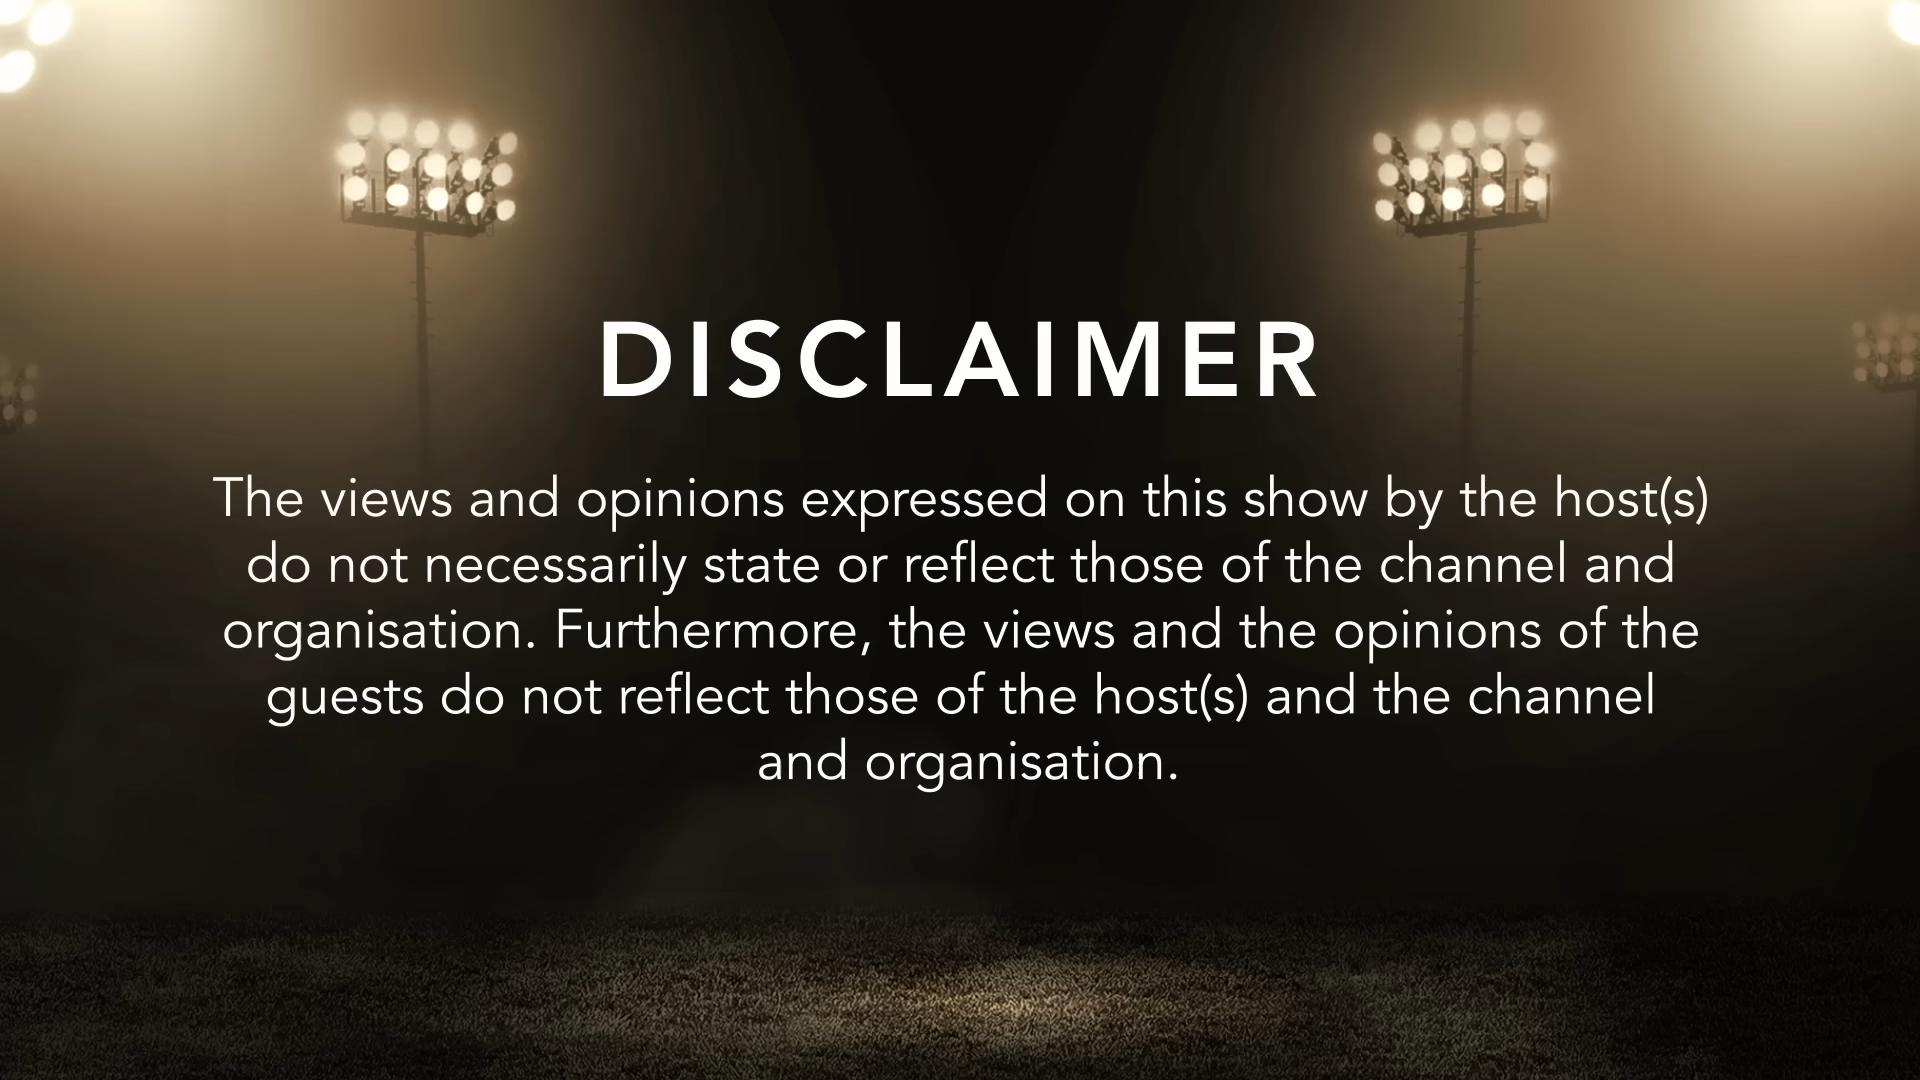 DISCLAIMER
The views and opinions expressed on this show by the host(s)
do not necessarily state or reflect those of the channel and
organisation. Furthermore, the views and the opinions of the
guests do not reflect those of the host(s) and the channel
and organisation.